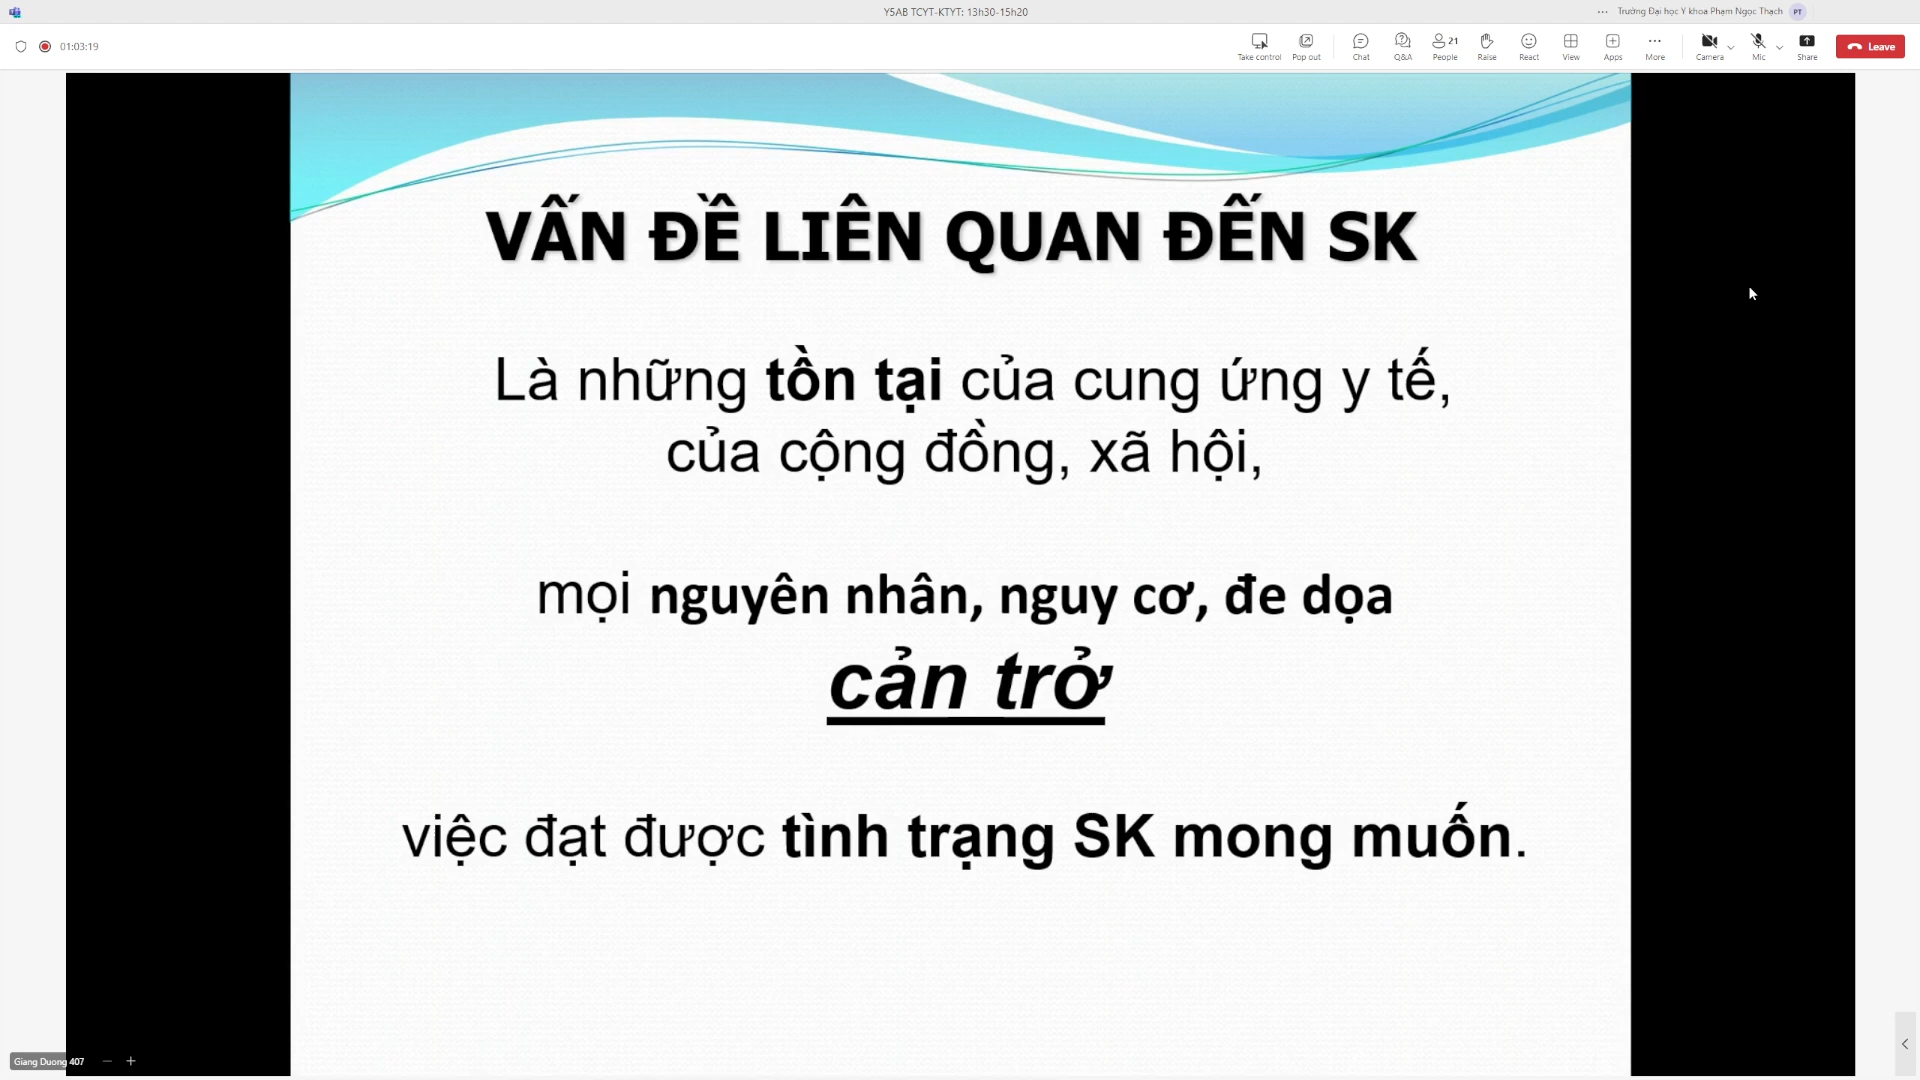 Y5AB TCYT-KTYT: 13h30-15h20
Trường Đại học Y khoa Phạm Ngọc Thạch PT
01:03:19
Take control Pop out Chat Q&A 21 People Raise React View Apps More Camera Mic Share Leave
VẤN ĐỀ LIÊN QUAN ĐẾN SK
Là những tồn tại của cung ứng y tế,
của cộng đồng, xã hội,
mọi nguyên nhân, nguy cơ, đe dọa
cản trở
việc đạt được tình trạng SK mong muốn.
Giang Duong 407